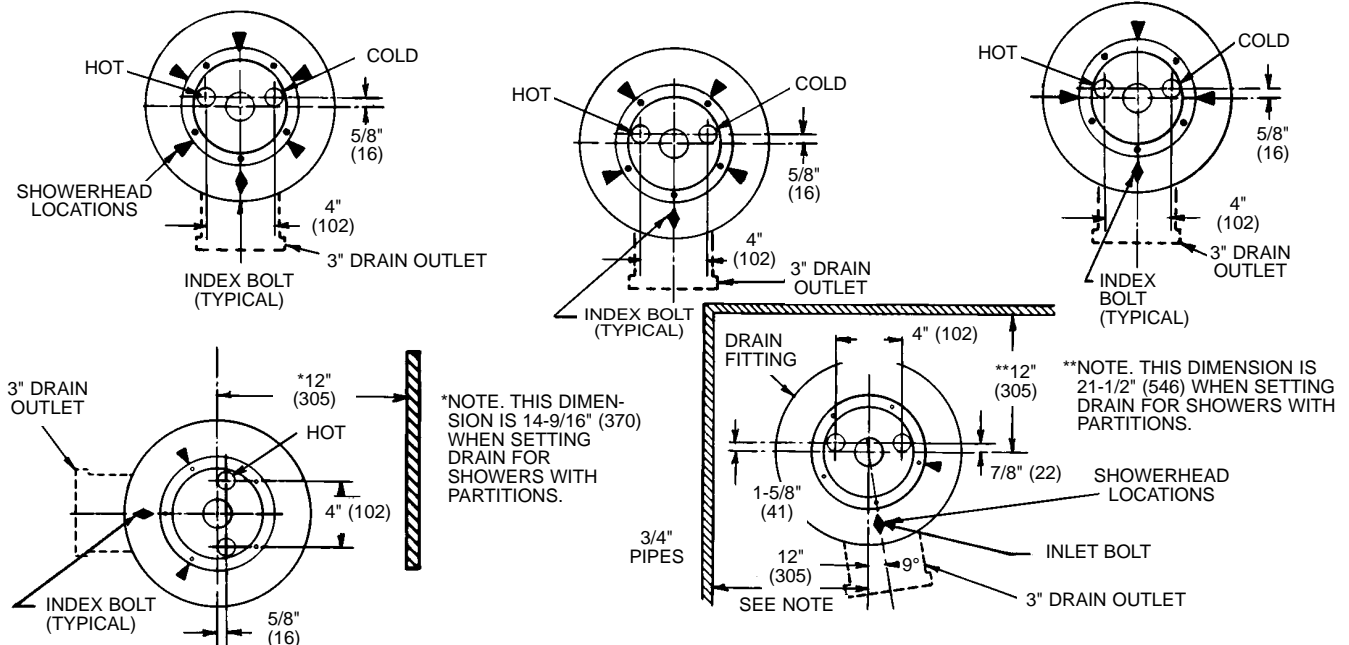 HOT
COLD
5/8"
(16)
SHOWERHEAD
LOCATIONS
4"
(102)
3" DRAIN OUTLET
INDEX BOLT
(TYPICAL)
HOT
COLD
5/8"
(16)
4"
(102)
3" DRAIN
OUTLET
INDEX BOLT
(TYPICAL)
HOT
COLD
5/8"
(16)
4"
(102)
3" DRAIN
OUTLET
INDEX
BOLT
(TYPICAL)
3" DRAIN
OUTLET
*12"
(305)
HOT
4" (102)
INDEX BOLT
(TYPICAL)
5/8"
(16)
*NOTE. THIS DIMEN-
SION IS 14-9/16" (370)
WHEN SETTING
DRAIN FOR
SHOWERS WITH
PARTITIONS.
DRAIN
FITTING
4" (102)
**12"
(305)
**NOTE. THIS DIMENSION IS
21-1/2" (546) WHEN SETTING
DRAIN FOR SHOWERS WITH
PARTITIONS.
7/8" (22)
1-5/8"
(41)
SHOWERHEAD
LOCATIONS
3/4"
PIPES
INLET BOLT
12"
(305)
9°
SEE NOTE
3" DRAIN OUTLET